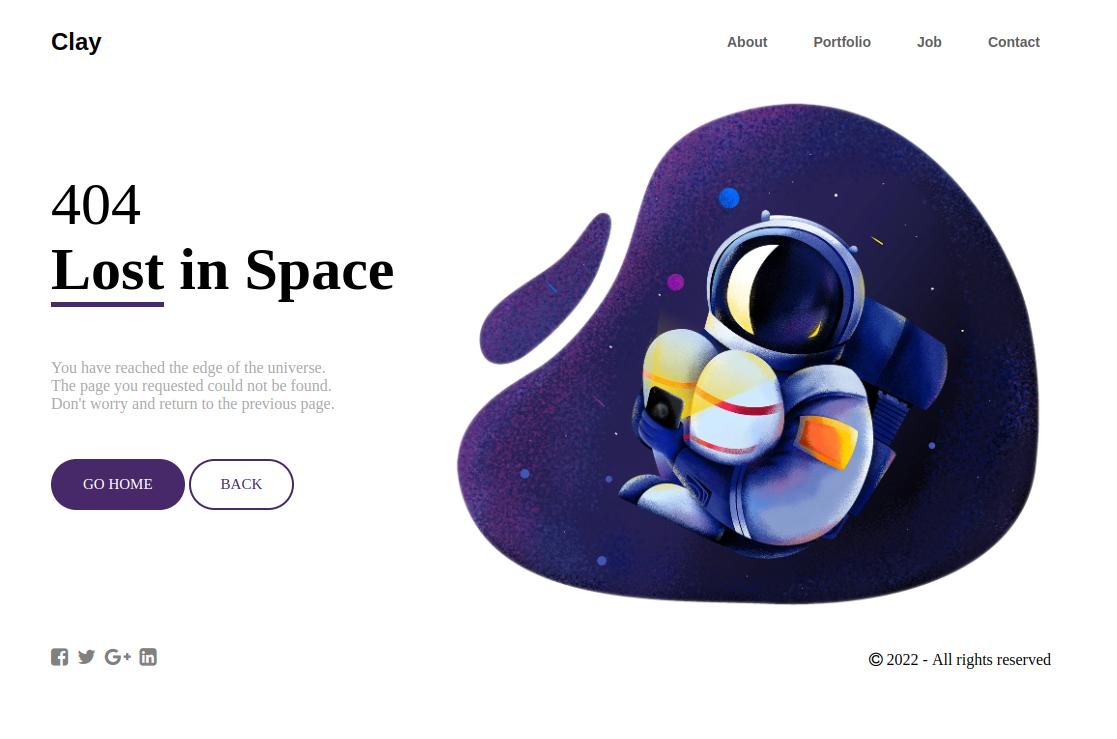 Clay
About Portfolio Job Contact
404
Lost in Space
You have reached the edge of the universe.
The page you requested could not be found.
Don't worry and return to the previous page.
GO HOME BACK
© 2022 - All rights reserved